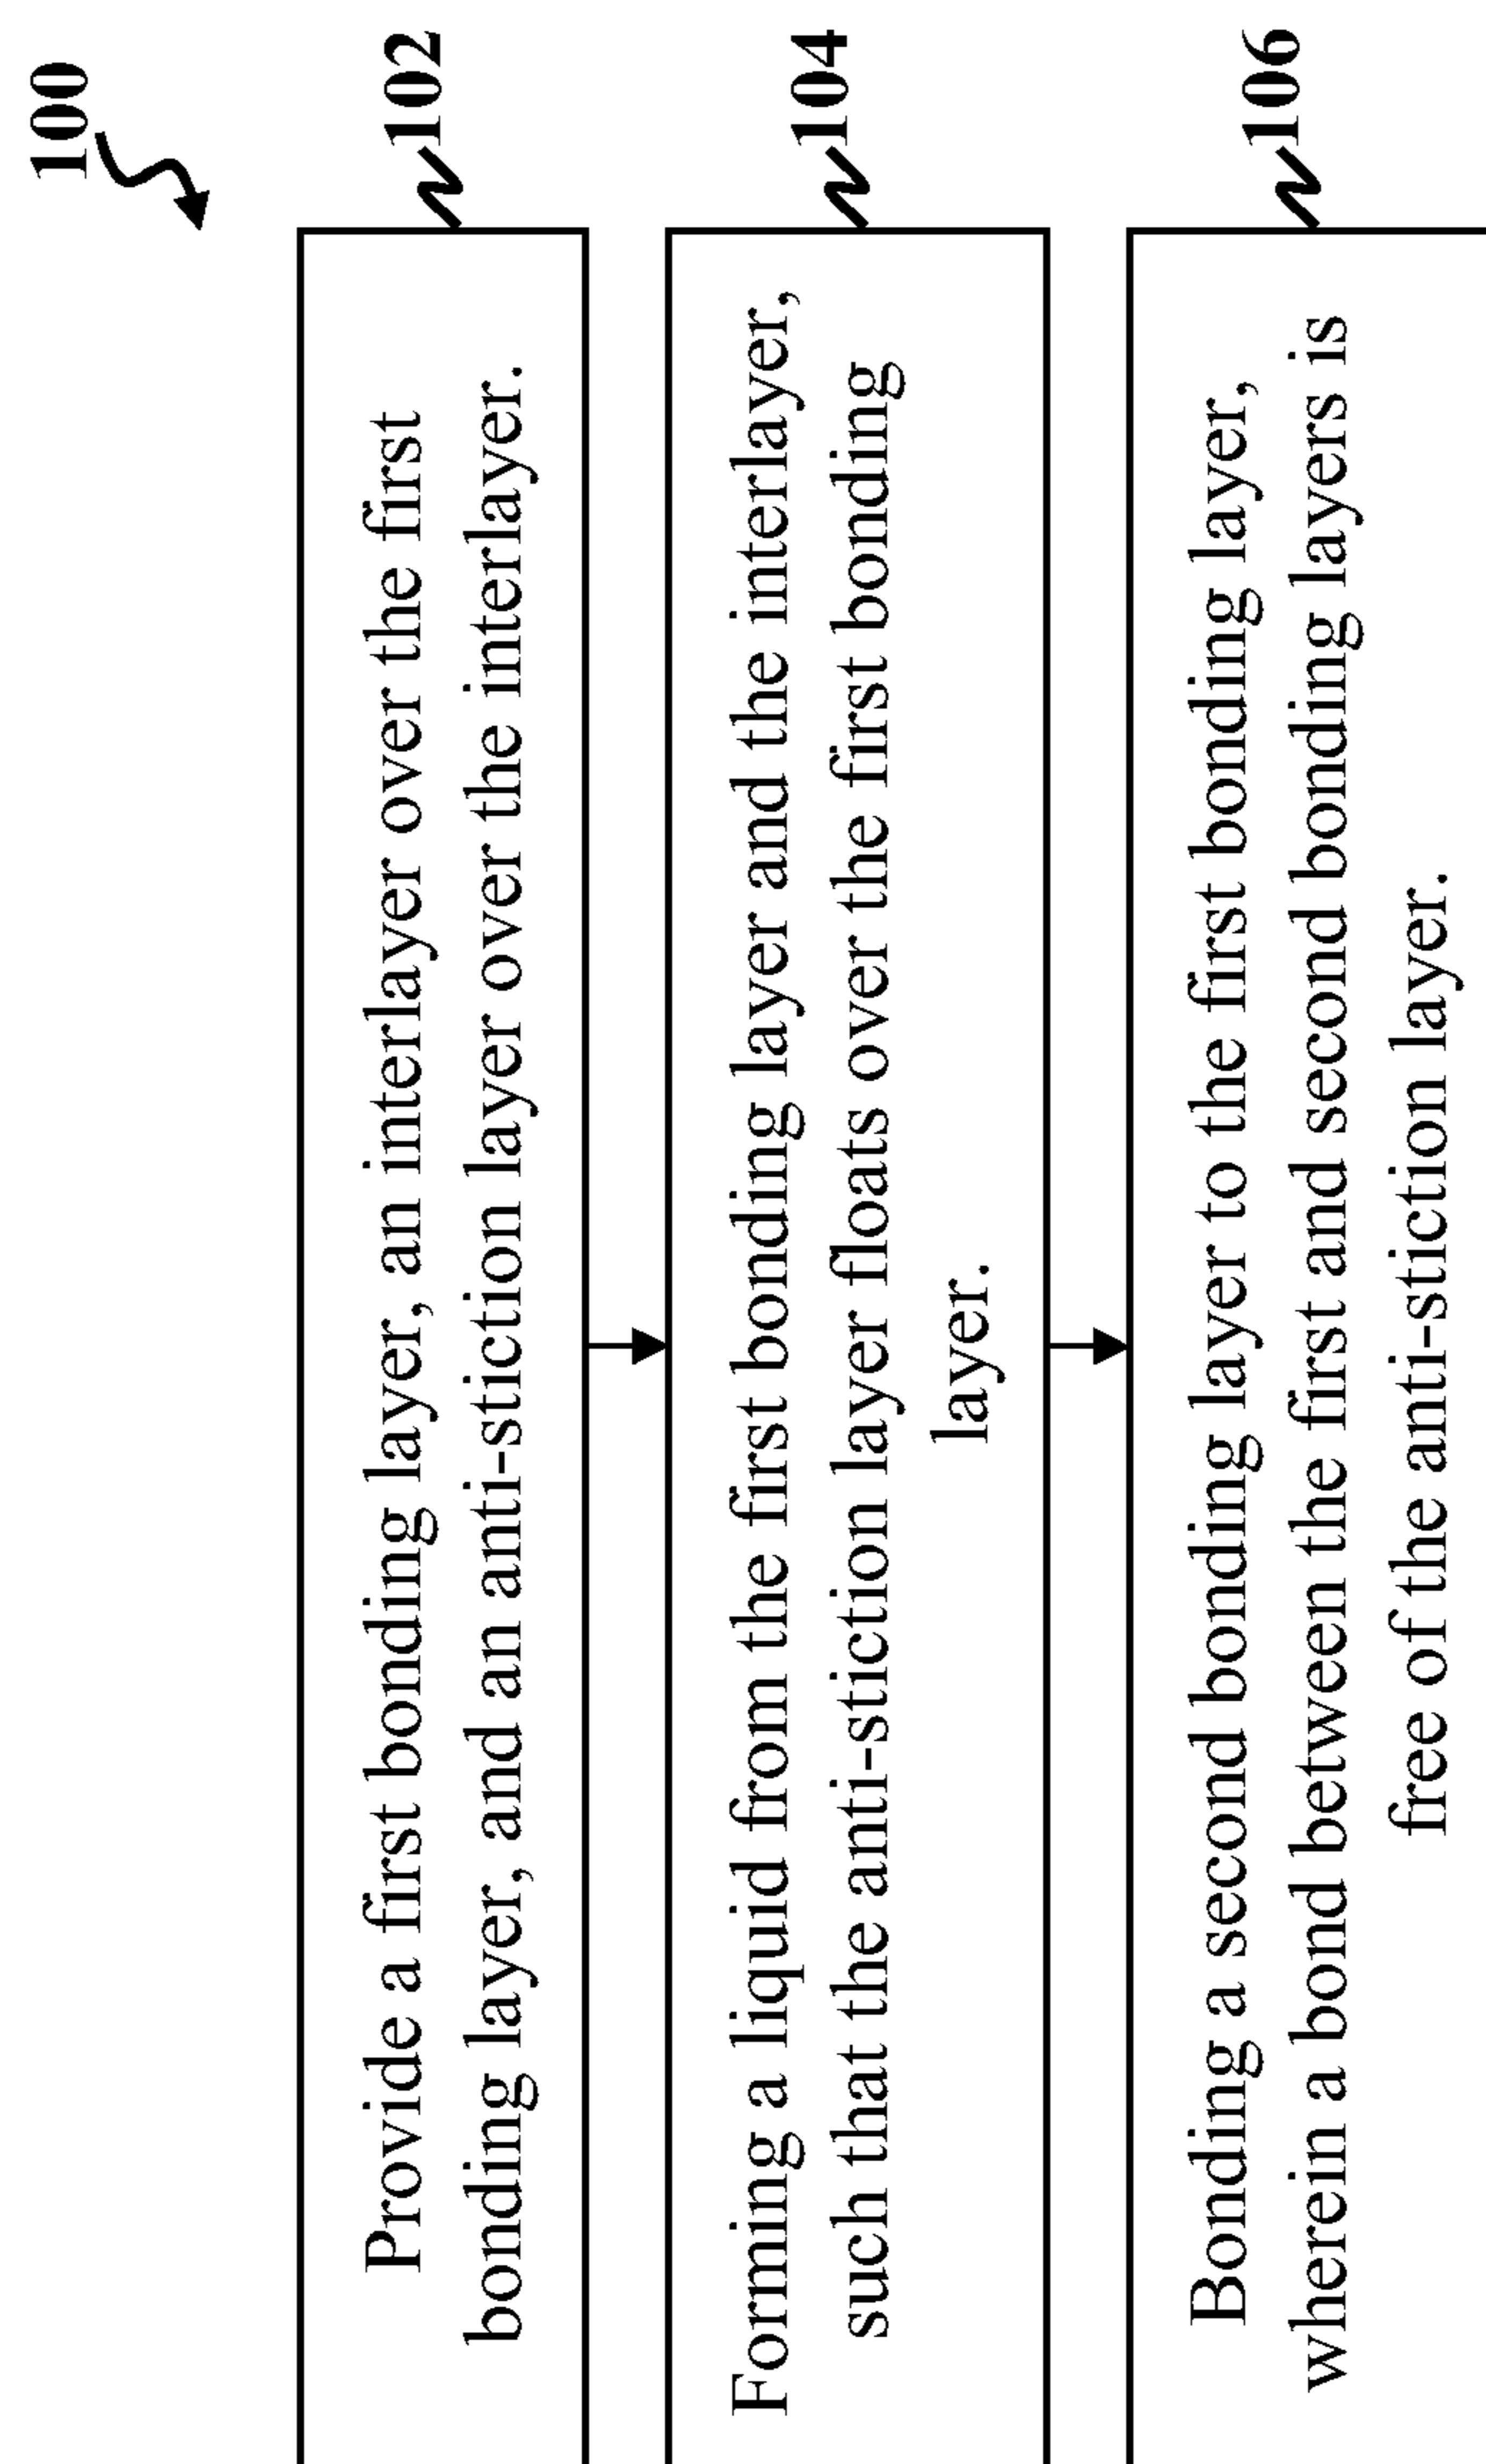 100
Provide a first bonding layer, an interlayer over the first
bonding layer, and an anti-stiction layer over the interlayer.
102
Forming a liquid from the first bonding layer and the interlayer,
such that the anti-stiction layer floats over the first bonding
layer.
104
Bonding a second bonding layer to the first bonding layer,
wherein a bond between the first and second bonding layers is
free of the anti-stiction layer.
106